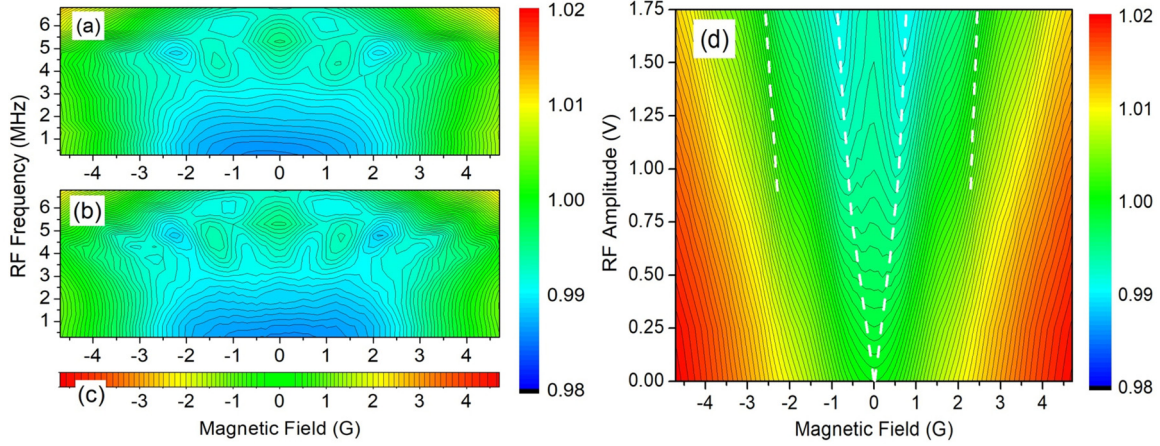 (a)
6
5
4
3
2
1
-4 -3 -2 -1 0 1 2 3 4
(b)
6
5
4
3
2
1
-4 -3 -2 -1 0 1 2 3 4
RF Frequency (MHz)
(c)
-3 -2 -1 0 1 2 3 4
Magnetic Field (G)
1.02
1.01
1.00
0.99
0.98
(d)
1.75
1.50
1.25
1.00
0.75
0.50
0.25
0.00
RF Amplitude (V)
-4 -3 -2 -1 0 1 2 3 4
Magnetic Field (G)
1.02
1.01
1.00
0.99
0.98